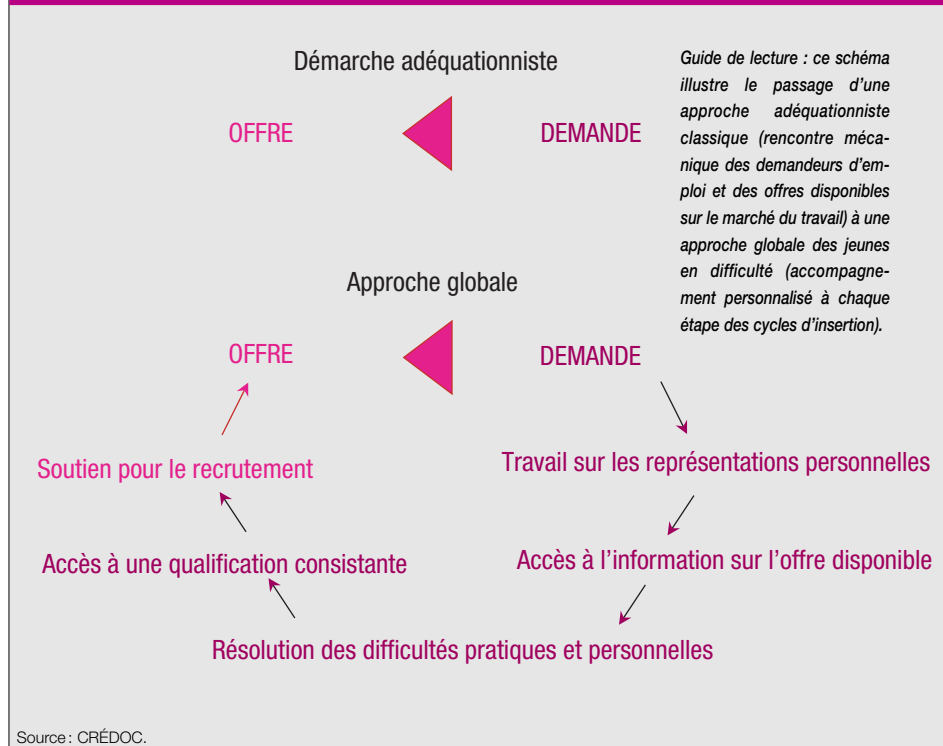 Démarche adéquationniste
OFFRE
DEMANDE
Guide de lecture : ce schéma
illustre le passage d’une
approche adéquationniste
classique (rencontre méca-
nique des demandeurs d’em-
ploi et des offres disponibles
sur le marché du travail) à une
approche globale des jeunes
en difficulté (accompagne-
ment personnalisé à chaque
étape des cycles d’insertion).
Approche globale
OFFRE
DEMANDE
Soutien pour le recrutement
Travail sur les représentations personnelles
Accès à une qualification consistante
Accès à l’information sur l’offre disponible
Résolution des difficultés pratiques et personnelles
Source : CRÉDOC.